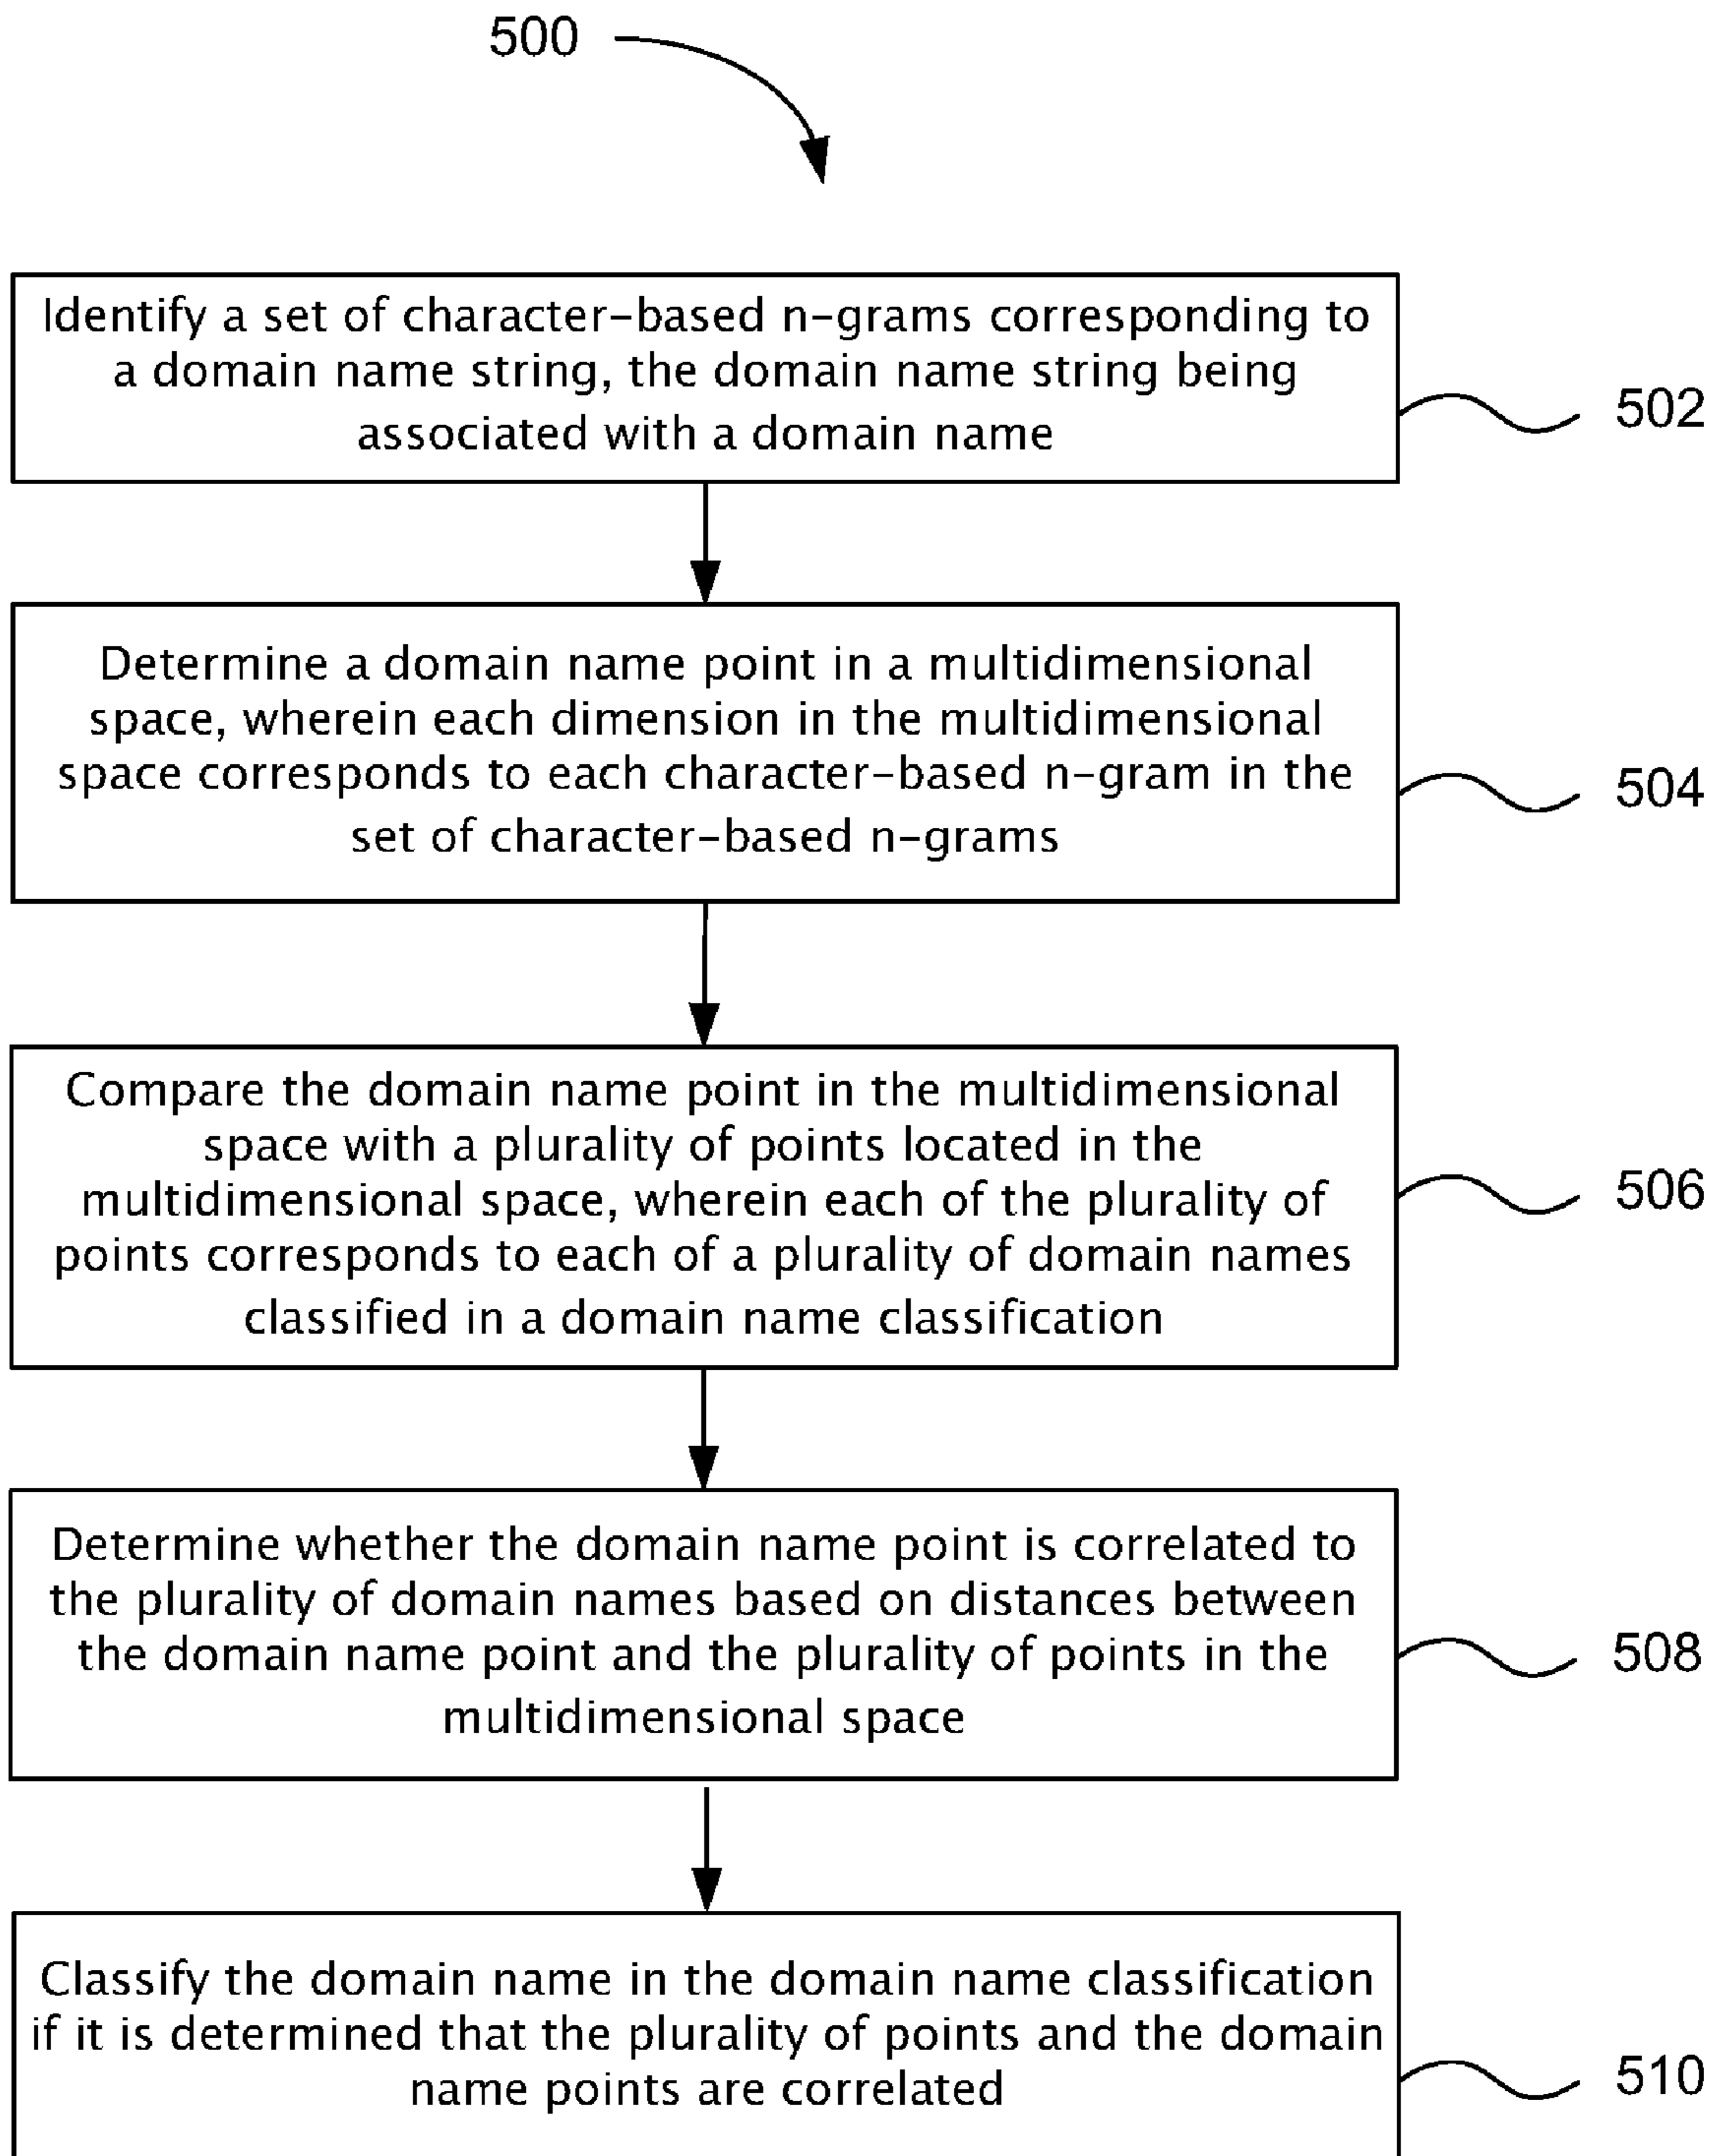 500
Identify a set of character-based n-grams corresponding to
a domain name string, the domain name string being
associated with a domain name
502
Determine a domain name point in a multidimensional
space, wherein each dimension in the multidimensional
space corresponds to each character-based n-gram in the
set of character-based n-grams
504
Compare the domain name point in the multidimensional
space with a plurality of points located in the
multidimensional space, wherein each of the plurality of
points corresponds to each of a plurality of domain names
classified in a domain name classification
506
Determine whether the domain name point is correlated to
the plurality of domain names based on distances between
the domain name point and the plurality of points in the
multidimensional space
508
Classify the domain name in the domain name classification
if it is determined that the plurality of points and the domain
name points are correlated
510